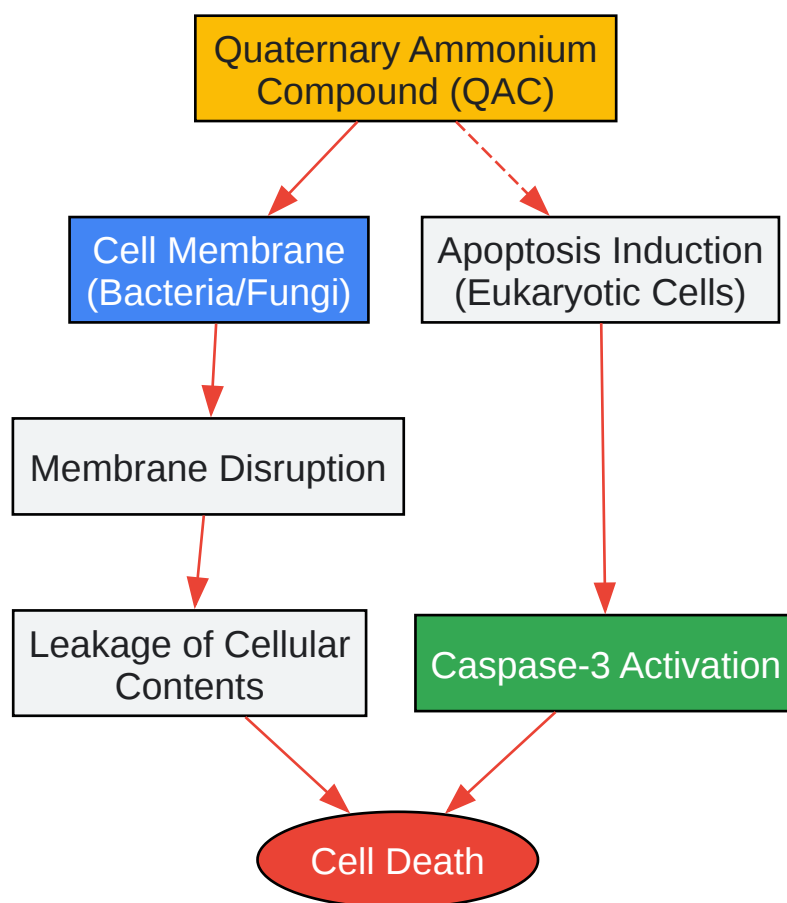 Quaternary Ammonium
Compound (QAC)
Cell Membrane
(Bacteria/Fungi)
Apoptosis Induction
(Eukaryotic Cells)
Membrane Disruption
Leakage of Cellular
Contents
Caspase-3 Activation
Cell Death